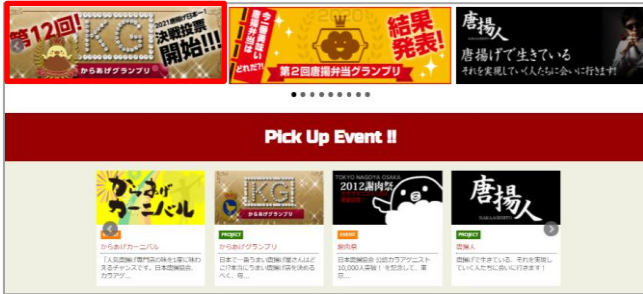 第12回!
KG
2021唐揚げ日本一!
決戦投票
開始!!!
からあげグランプリ
今一番美味い
唐揚弁当は
どれだ?!
2020
結果
発表!
第2回唐揚弁当グランプリ
唐揚人
唐揚げで生きている
それを実現していく人たちに会いに行きます!
Pick Up Event !!
からあげ
カーニバル
KG
からあげグランプリ
TOKYO NAGOYA OSAKA
2012謝肉祭
唐揚人
EVENT
からあげカーニバル
「人気唐揚げ専門店の味を1度に味わ
えるチャンスです。日本唐揚協会、
カラアゲ...
PROJECT
からあげグランプリ
日本で一番うまい唐揚げ屋さんはど
こ!?本当にうまい唐揚げ店を決める
べく、毎...
EVENT
謝肉祭
日本唐揚協会 公認カラアゲニスト
10,000人突破! を記念して、東
京...
PROJECT
唐揚人
唐揚げで生きている、それを実現し
ていく人たちに会いに行きます!